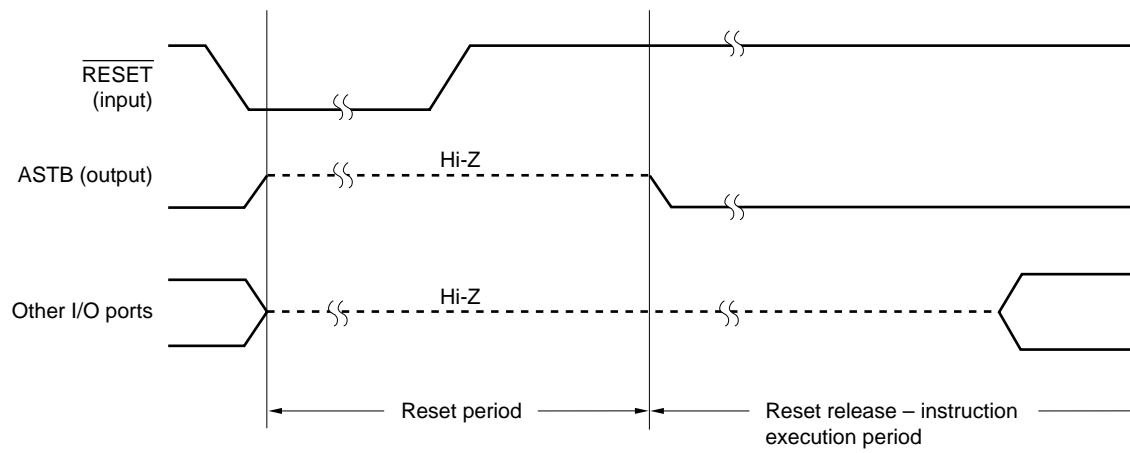 RESET
(input)
Hi-Z
ASTB (output)
Hi-Z
Other I/O ports
Reset period
Reset release – instruction
execution period